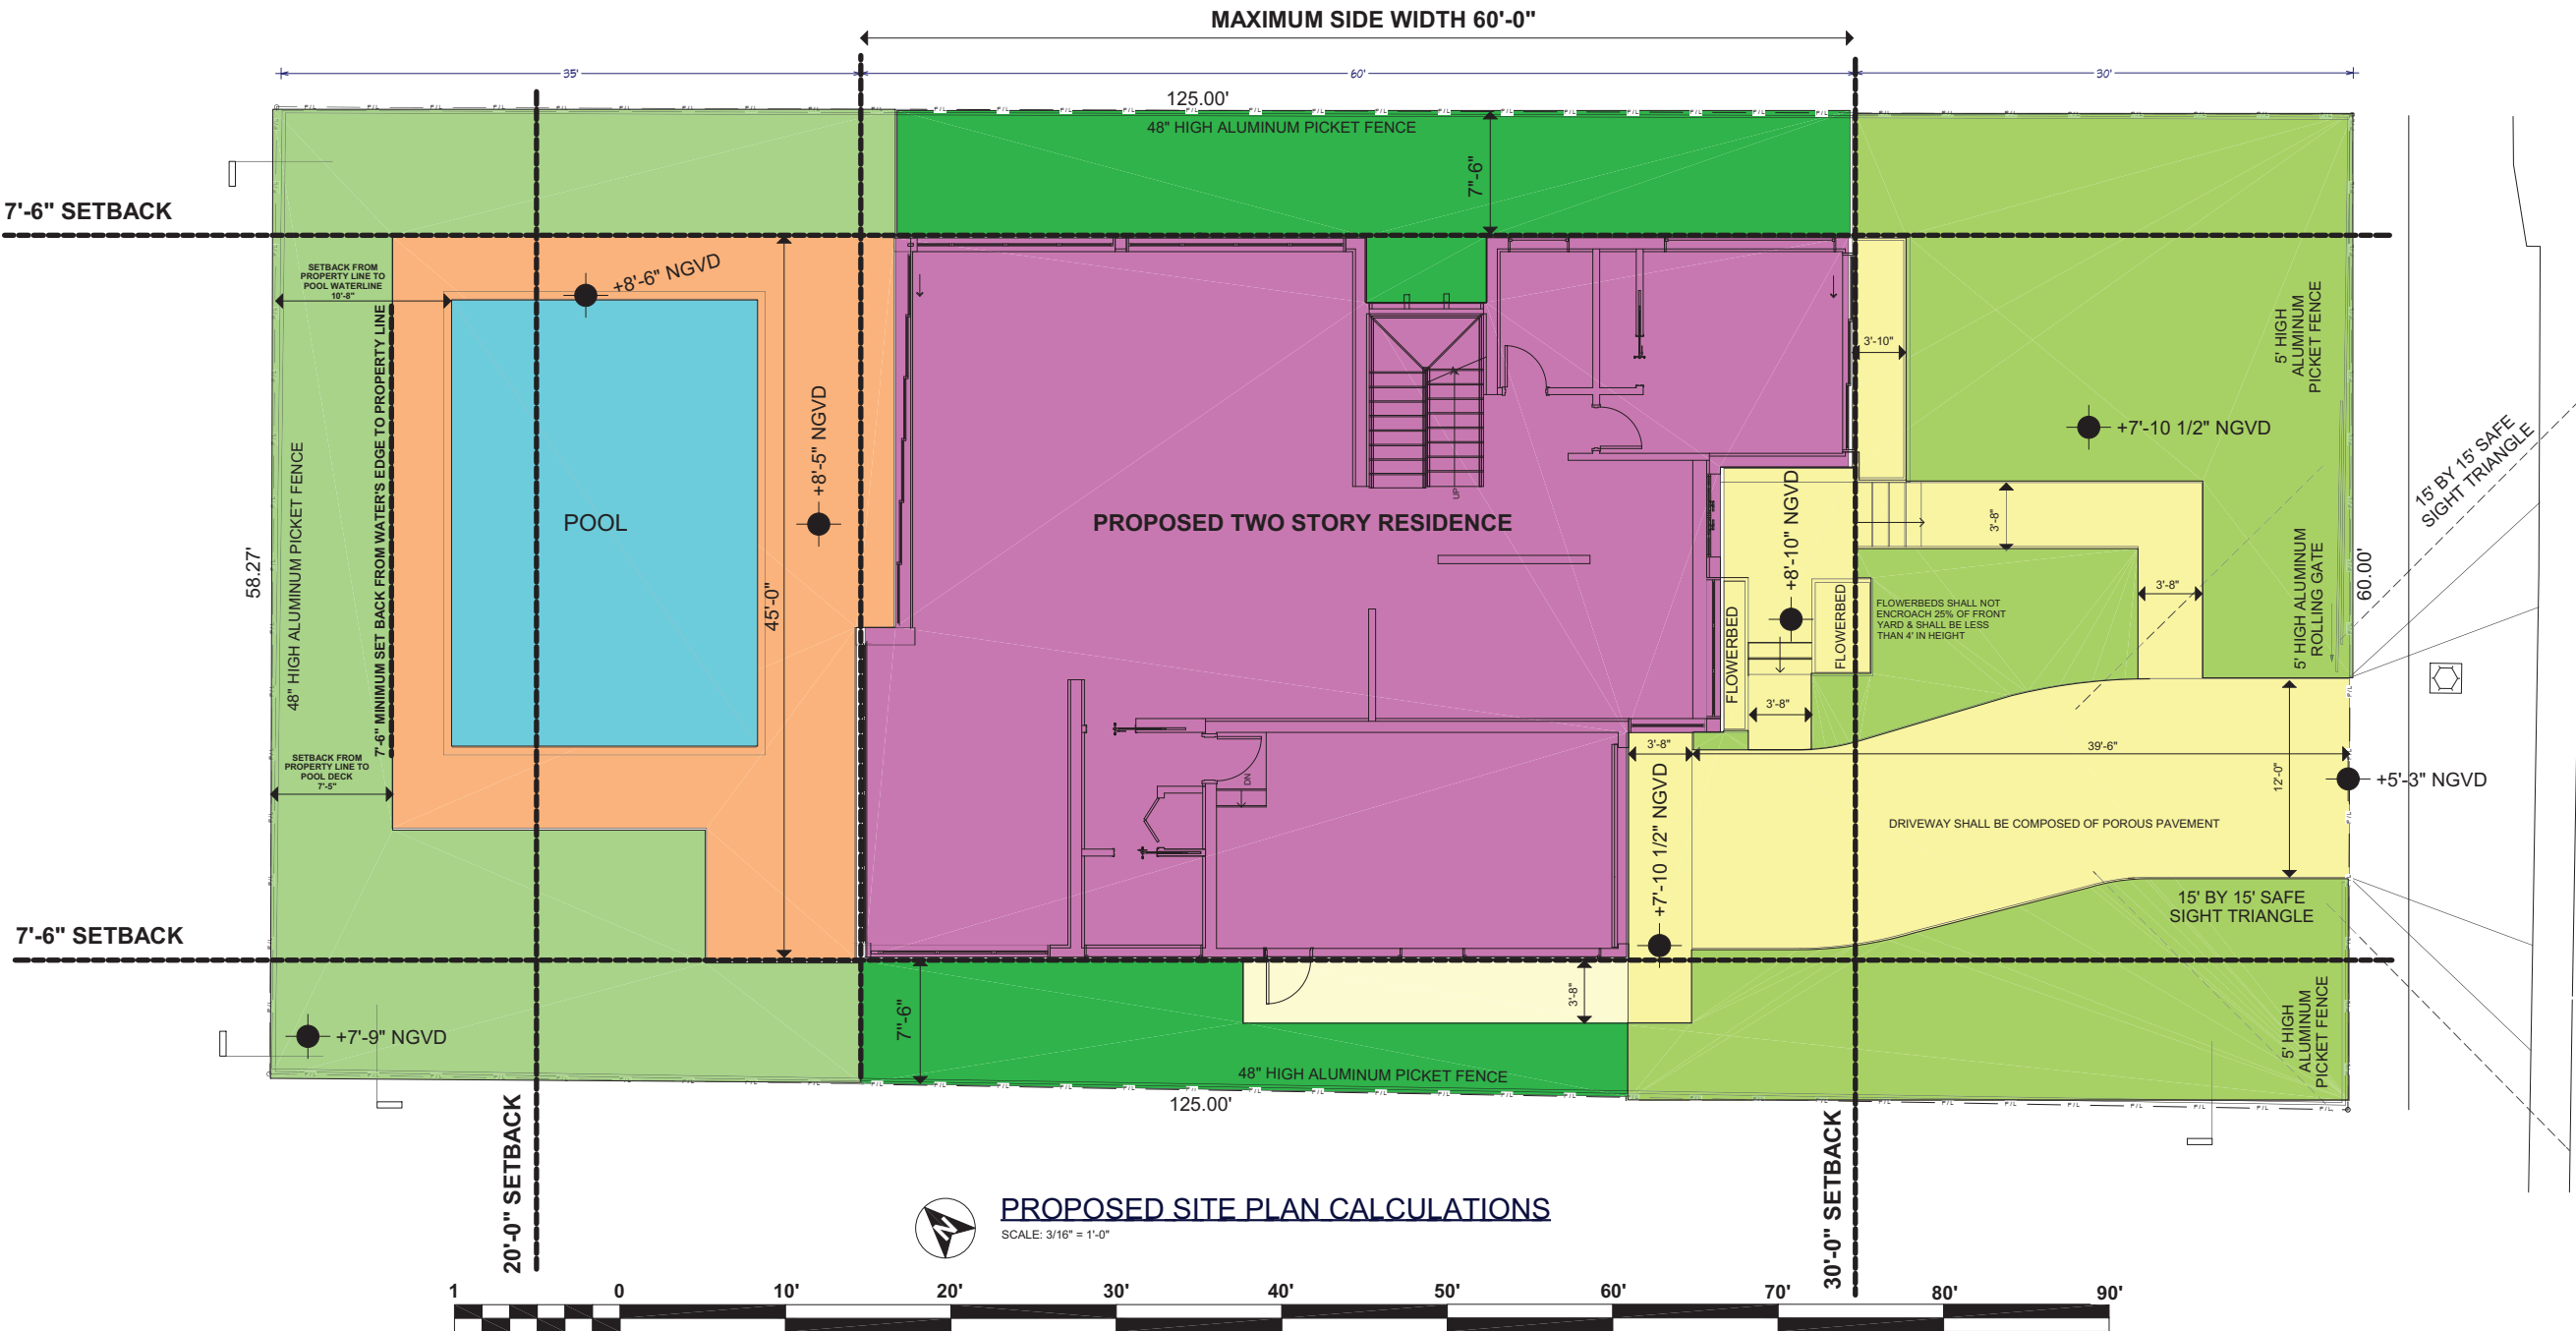 MAXIMUM SIDE WIDTH 60'-0"
35'
60'
30'
125.00'
48" HIGH ALUMINUM PICKET FENCE
7"-6"
7'-6" SETBACK
SETBACK FROM
PROPERTY LINE TO
POOL WATERLINE
10'-8"
+8'-6" NGVD
7'-6" MINIMUM SET BACK FROM WATER'S EDGE TO PROPERTY LINE
48" HIGH ALUMINUM PICKET FENCE
58.27'
POOL
+8'-5" NGVD
45'-0"
SETBACK FROM
PROPERTY LINE TO
POOL DECK
7'-5"
PROPOSED TWO STORY RESIDENCE
UP
DN
3'-10"
+7'-10 1/2" NGVD
5' HIGH
ALUMINUM
PICKET FENCE
15' BY 15' SAFE
SIGHT TRIANGLE
+8'-10" NGVD
3'-8"
3'-8"
FLOWERBED
FLOWERBED
FLOWERBEDS SHALL NOT
ENCROACH 25% OF FRONT
YARD & SHALL BE LESS
THAN 4' IN HEIGHT
5' HIGH ALUMINUM
ROLLING GATE
60.00'
3'-8"
3'-8"
39'-6"
12'-0"
+5'-3" NGVD
+7'-10 1/2" NGVD
DRIVEWAY SHALL BE COMPOSED OF POROUS PAVEMENT
15' BY 15' SAFE
SIGHT TRIANGLE
7'-6" SETBACK
7"-6"
3'-8"
5' HIGH
ALUMINUM
PICKET FENCE
+7'-9" NGVD
48" HIGH ALUMINUM PICKET FENCE
125.00'
20'-0" SETBACK
30'-0" SETBACK
N
PROPOSED SITE PLAN CALCULATIONS
SCALE: 3/16" = 1'-0"
1 0 10' 20' 30' 40' 50' 60' 70' 80' 90'